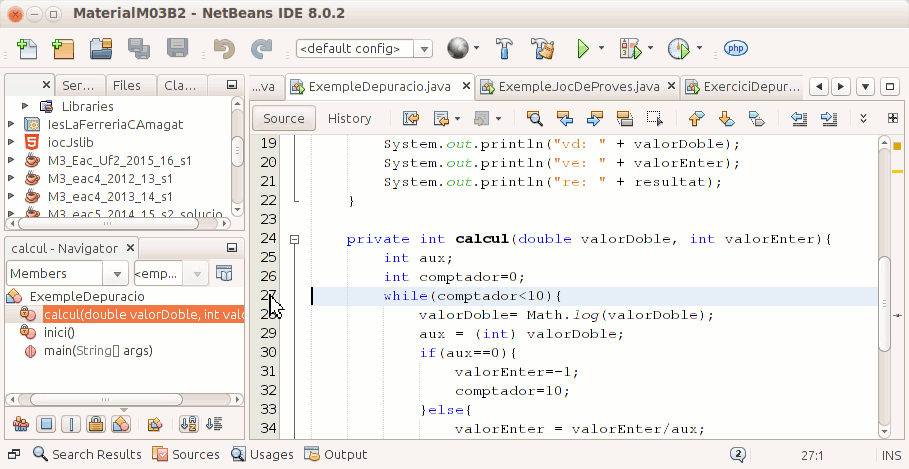 MaterialM03B2 - NetBeans IDE 8.0.2
<default config>
php
Ser... Files Cla...
...va ExempleDepuracio.java ExempleJocDeProves.java ExerciciDepur...
Source History
Libraries
IesLaFerreriaCAmagat
iocJslib
M3_Eac_Uf2_2015_16_s1
M3_eac4_2012_13_s1
M3_eac4_2013_14_s1
M3_eac5_2014_15_s2_solucio
calcul - Navigator
Members <emp...
ExempleDepuracio
calcul(double valorDoble, int valo
inici()
main(String[] args)
19 System.out.println("vd: " + valorDoble);
20 System.out.println("ve: " + valorEnter);
21 System.out.println("re: " + resultat);
22 }
23
24 private int calcul(double valorDoble, int valorEnter){
25 int aux;
26 int comptador=0;
27 while(comptador<10){
28 valorDoble= Math.log(valorDoble);
29 aux = (int) valorDoble;
30 if(aux==0){
31 valorEnter=-1;
32 comptador=10;
33 }else{
34 valorEnter = valorEnter/aux;
Search Results Sources Usages Output 2 27:1 INS